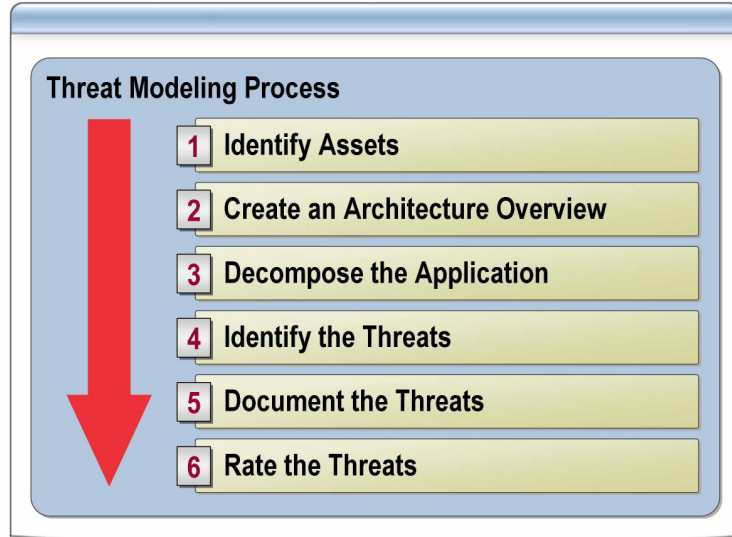 Threat Modeling Process
1 Identify Assets
2 Create an Architecture Overview
3 Decompose the Application
4 Identify the Threats
5 Document the Threats
6 Rate the Threats